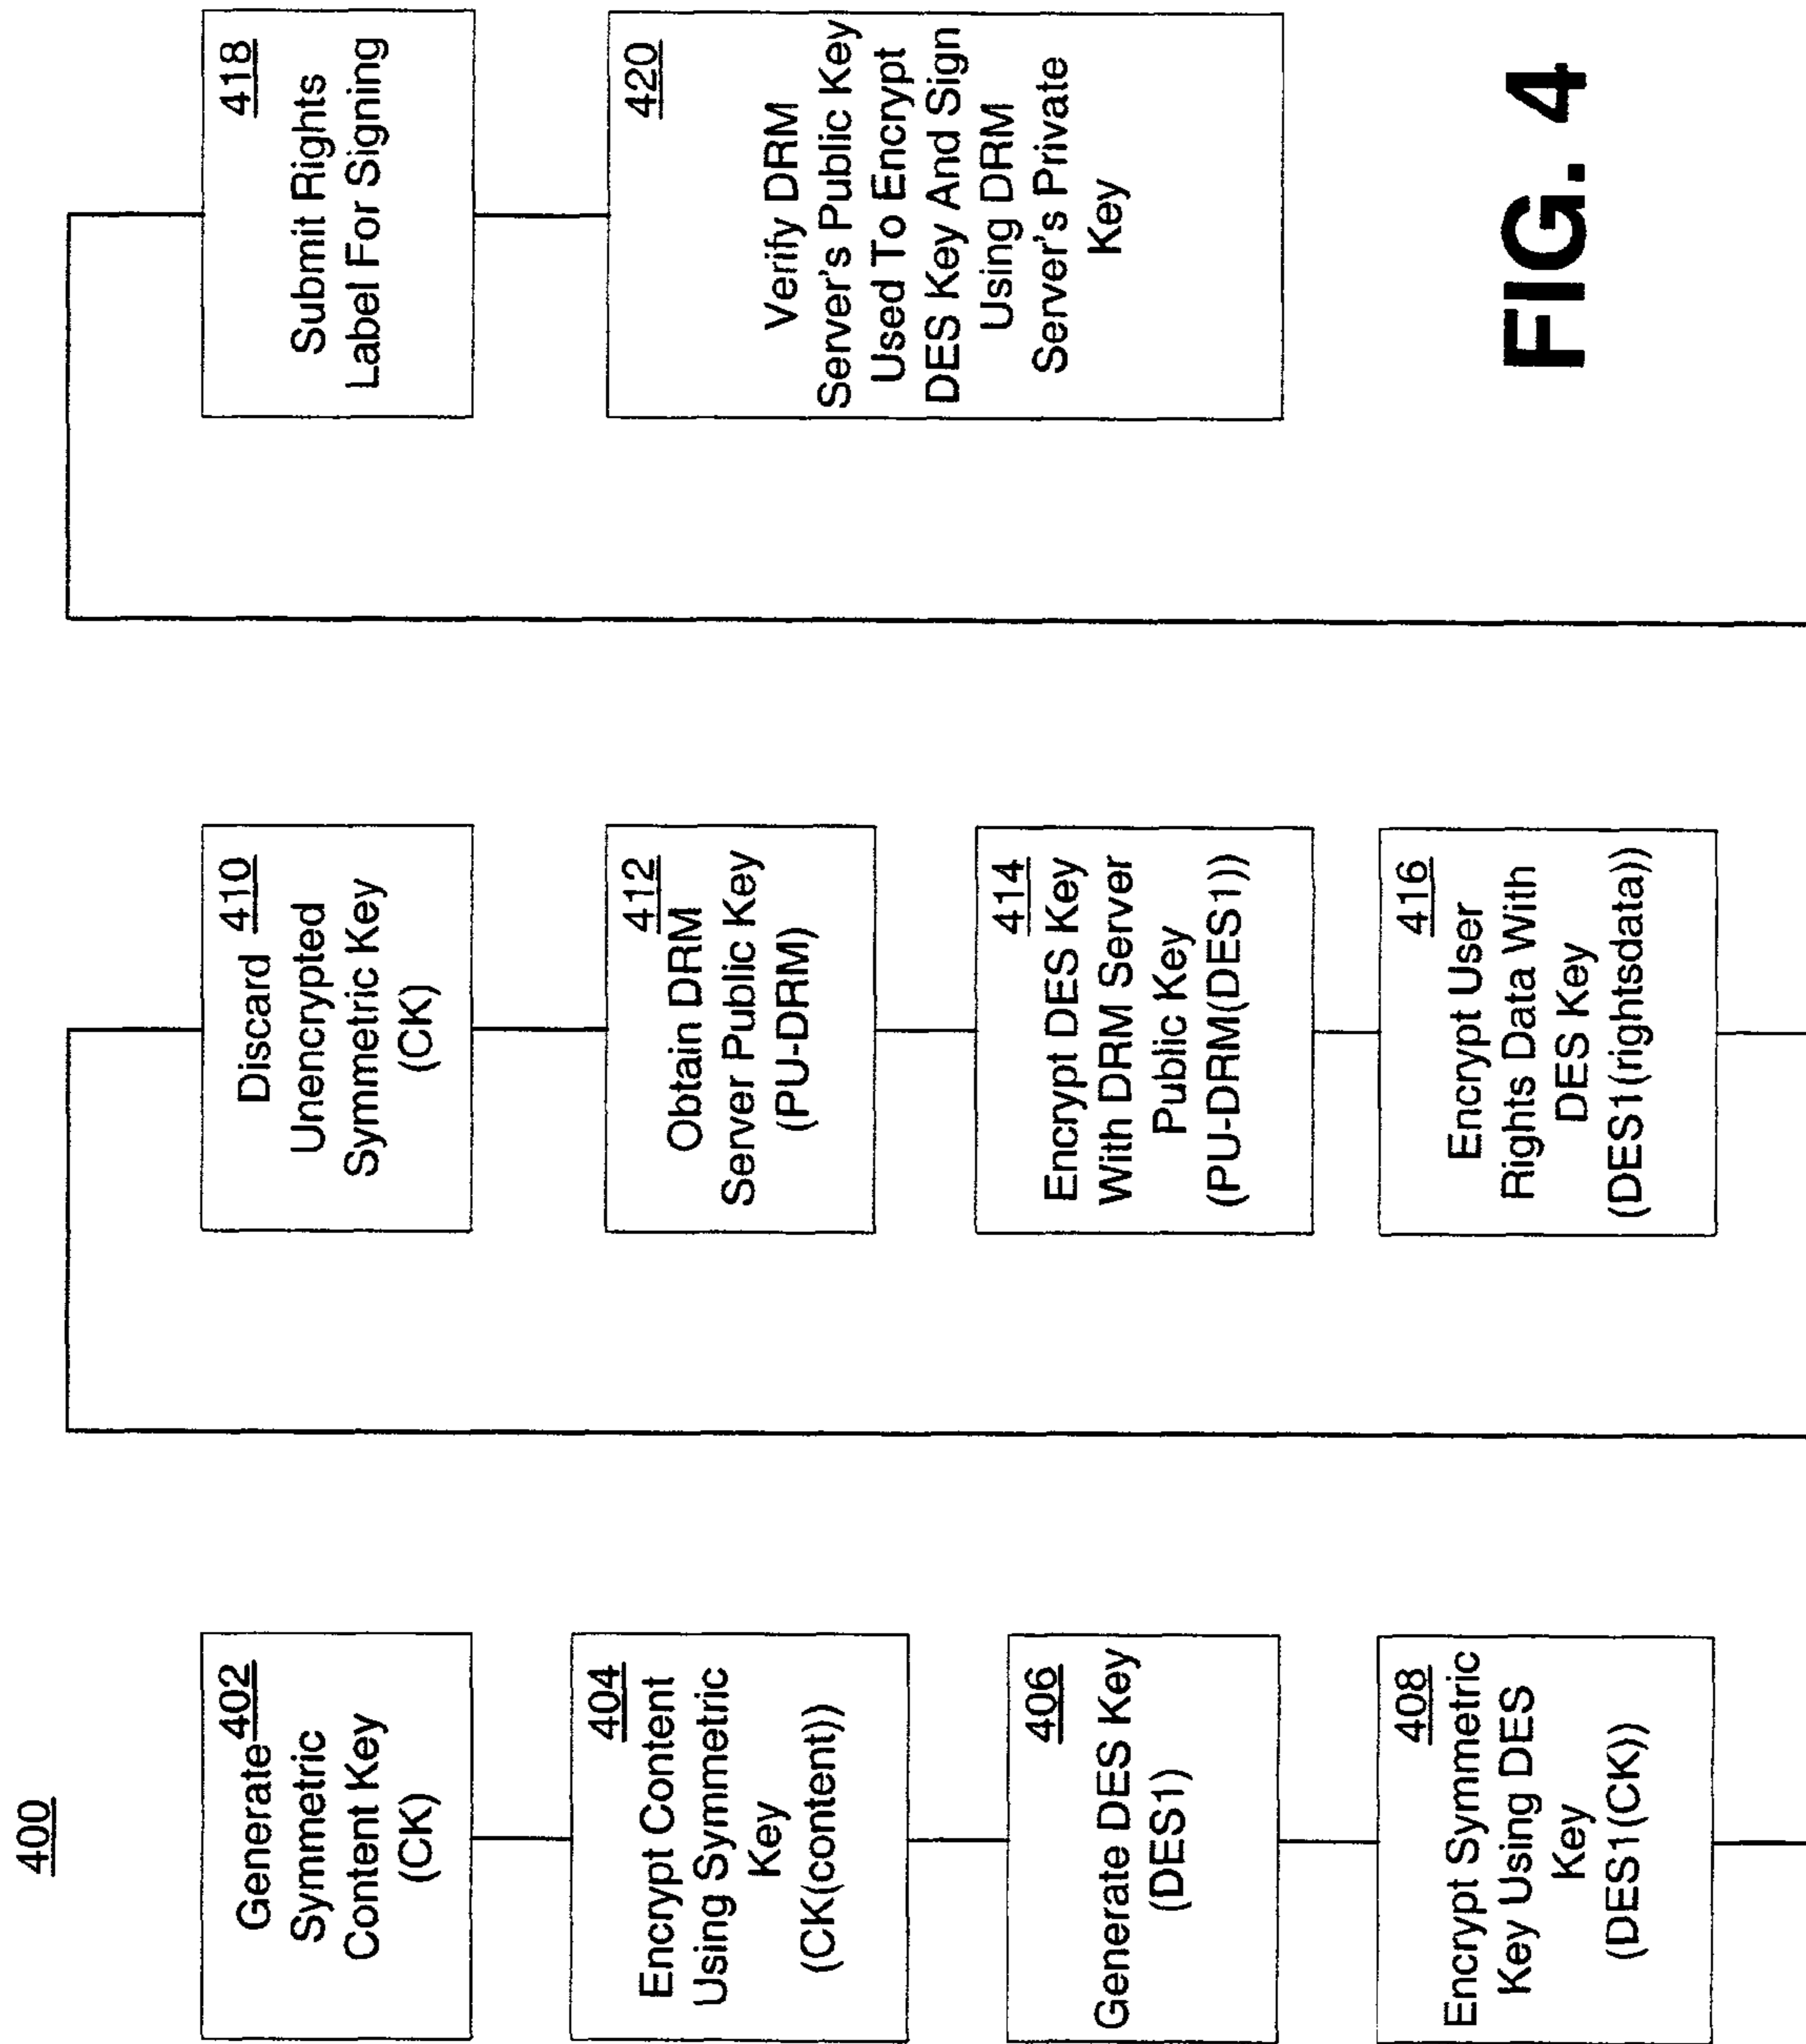 400
402
Generate
Symmetric
Content Key
(CK)
404
Encrypt Content
Using Symmetric
Key
(CK(content))
406
Generate DES Key
(DES1)
408
Encrypt Symmetric
Key Using DES
Key
(DES1(CK))
410
Discard
Unencrypted
Symmetric Key
(CK)
412
Obtain DRM
Server Public Key
(PU-DRM)
414
Encrypt DES Key
With DRM Server
Public Key
(PU-DRM(DES1))
416
Encrypt User
Rights Data With
DES Key
(DES1(rightsdata))
418
Submit Rights
Label For Signing
420
Verify DRM
Server's Public Key
Used To Encrypt
DES Key And Sign
Using DRM
Server's Private
Key
FIG. 4